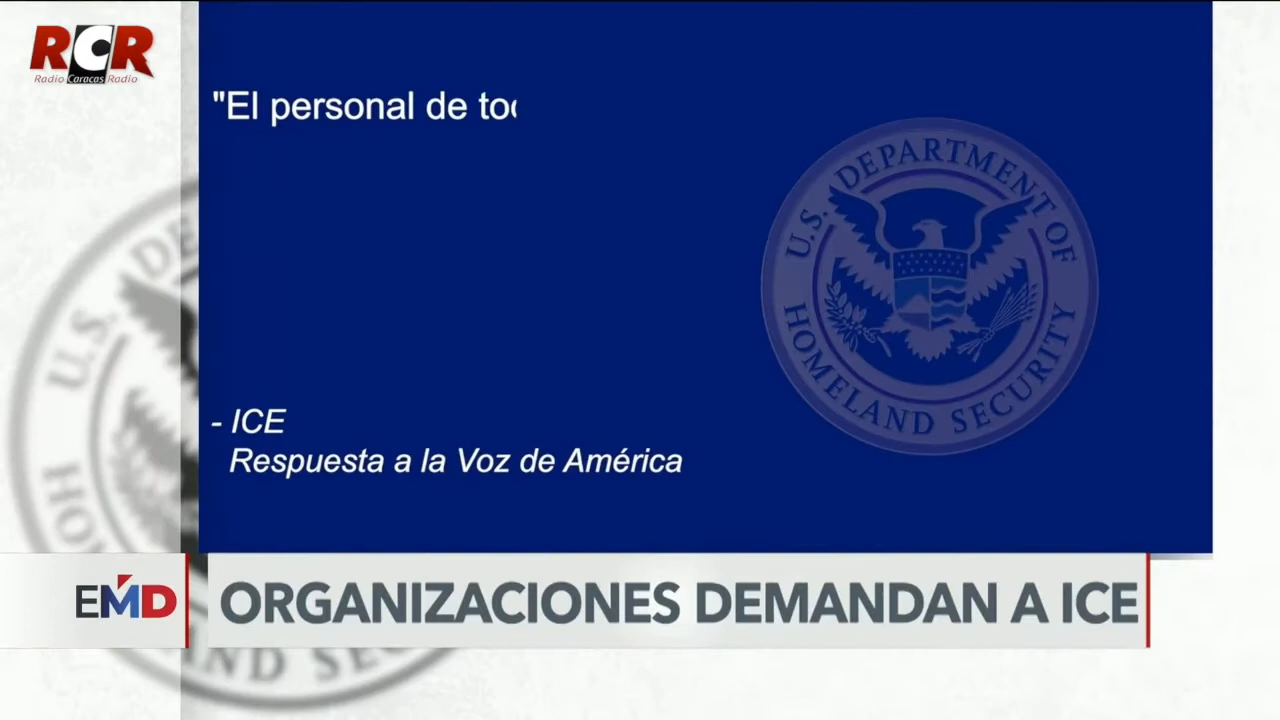 RCR
Radio Caracas Radio
"El personal de
U.S. DEPARTMENT OF
HOMELAND SECURITY
- ICE
Respuesta a la Voz de América
EMD
ORGANIZACIONES DEMANDAN A ICE